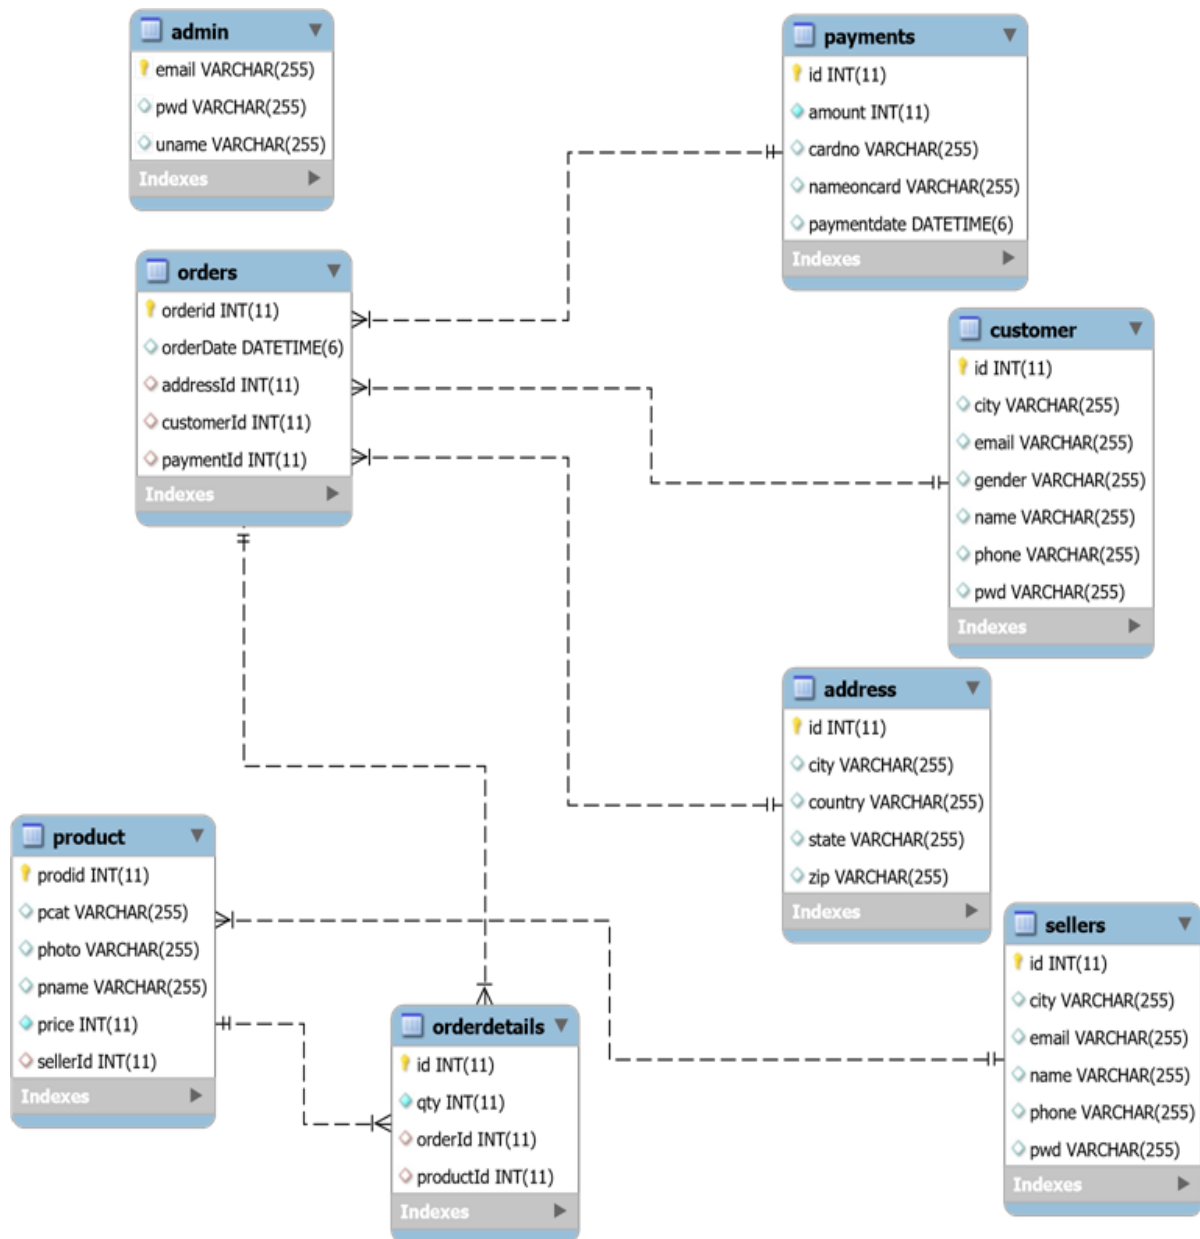 admin
email VARCHAR(255)
pwd VARCHAR(255)
uname VARCHAR(255)
Indexes
payments
id INT(11)
amount INT(11)
cardno VARCHAR(255)
nameoncard VARCHAR(255)
paymentdate DATETIME(6)
Indexes
orders
orderid INT(11)
orderDate DATETIME(6)
addressId INT(11)
customerId INT(11)
paymentId INT(11)
Indexes
customer
id INT(11)
city VARCHAR(255)
email VARCHAR(255)
gender VARCHAR(255)
name VARCHAR(255)
phone VARCHAR(255)
pwd VARCHAR(255)
Indexes
address
id INT(11)
city VARCHAR(255)
country VARCHAR(255)
state VARCHAR(255)
zip VARCHAR(255)
Indexes
product
prodid INT(11)
pcat VARCHAR(255)
photo VARCHAR(255)
pname VARCHAR(255)
price INT(11)
sellerId INT(11)
Indexes
orderdetails
id INT(11)
qty INT(11)
orderId INT(11)
productId INT(11)
Indexes
sellers
id INT(11)
city VARCHAR(255)
email VARCHAR(255)
name VARCHAR(255)
phone VARCHAR(255)
pwd VARCHAR(255)
Indexes